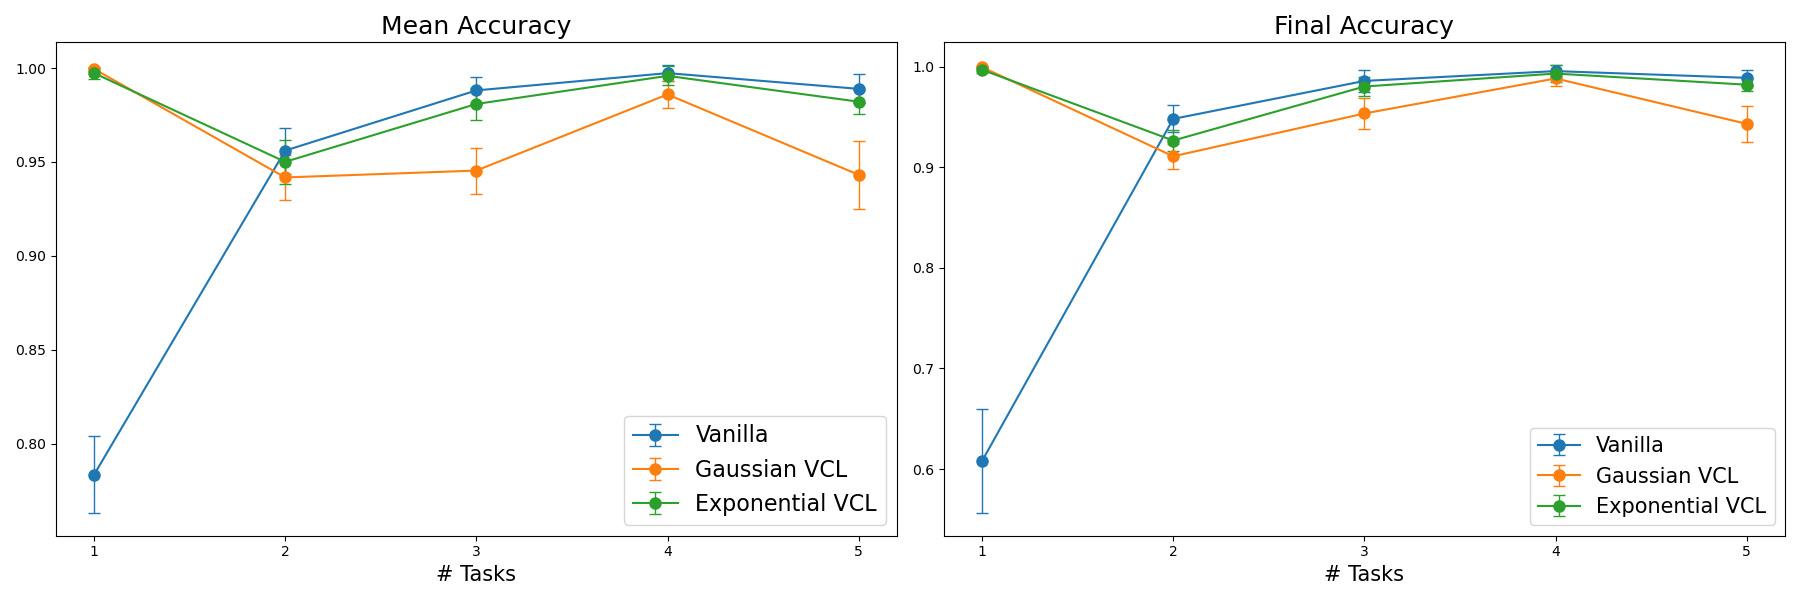 Mean Accuracy
1.00
0.95
0.90
0.85
0.80
1 2 3 4 5
# Tasks
Vanilla
Gaussian VCL
Exponential VCL
Final Accuracy
1.0
0.9
0.8
0.7
0.6
1 2 3 4 5
# Tasks
Vanilla
Gaussian VCL
Exponential VCL